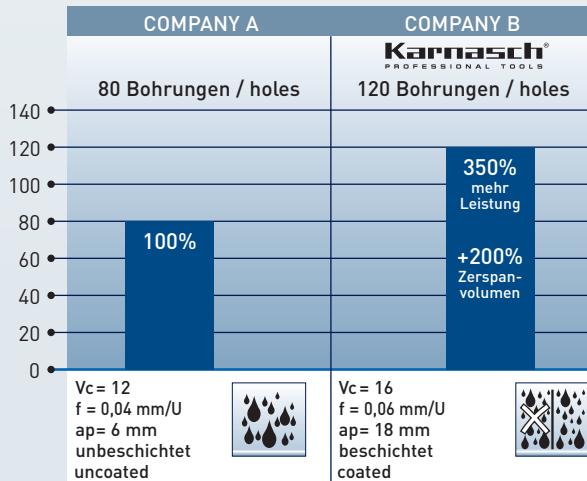 COMPANY A
80 Bohrungen / holes
COMPANY B
Karnasch®
PROFESSIONAL TOOLS
120 Bohrungen / holes
140
120
100
80
60
40
20
0
100%
350%
mehr
Leistung
+200%
Zerspan-
volumen
Vc = 12
f = 0,04 mm/U
ap= 6 mm
unbeschichtet
uncoated
Vc = 16
f = 0,06 mm/U
ap= 18 mm
beschichtet
coated